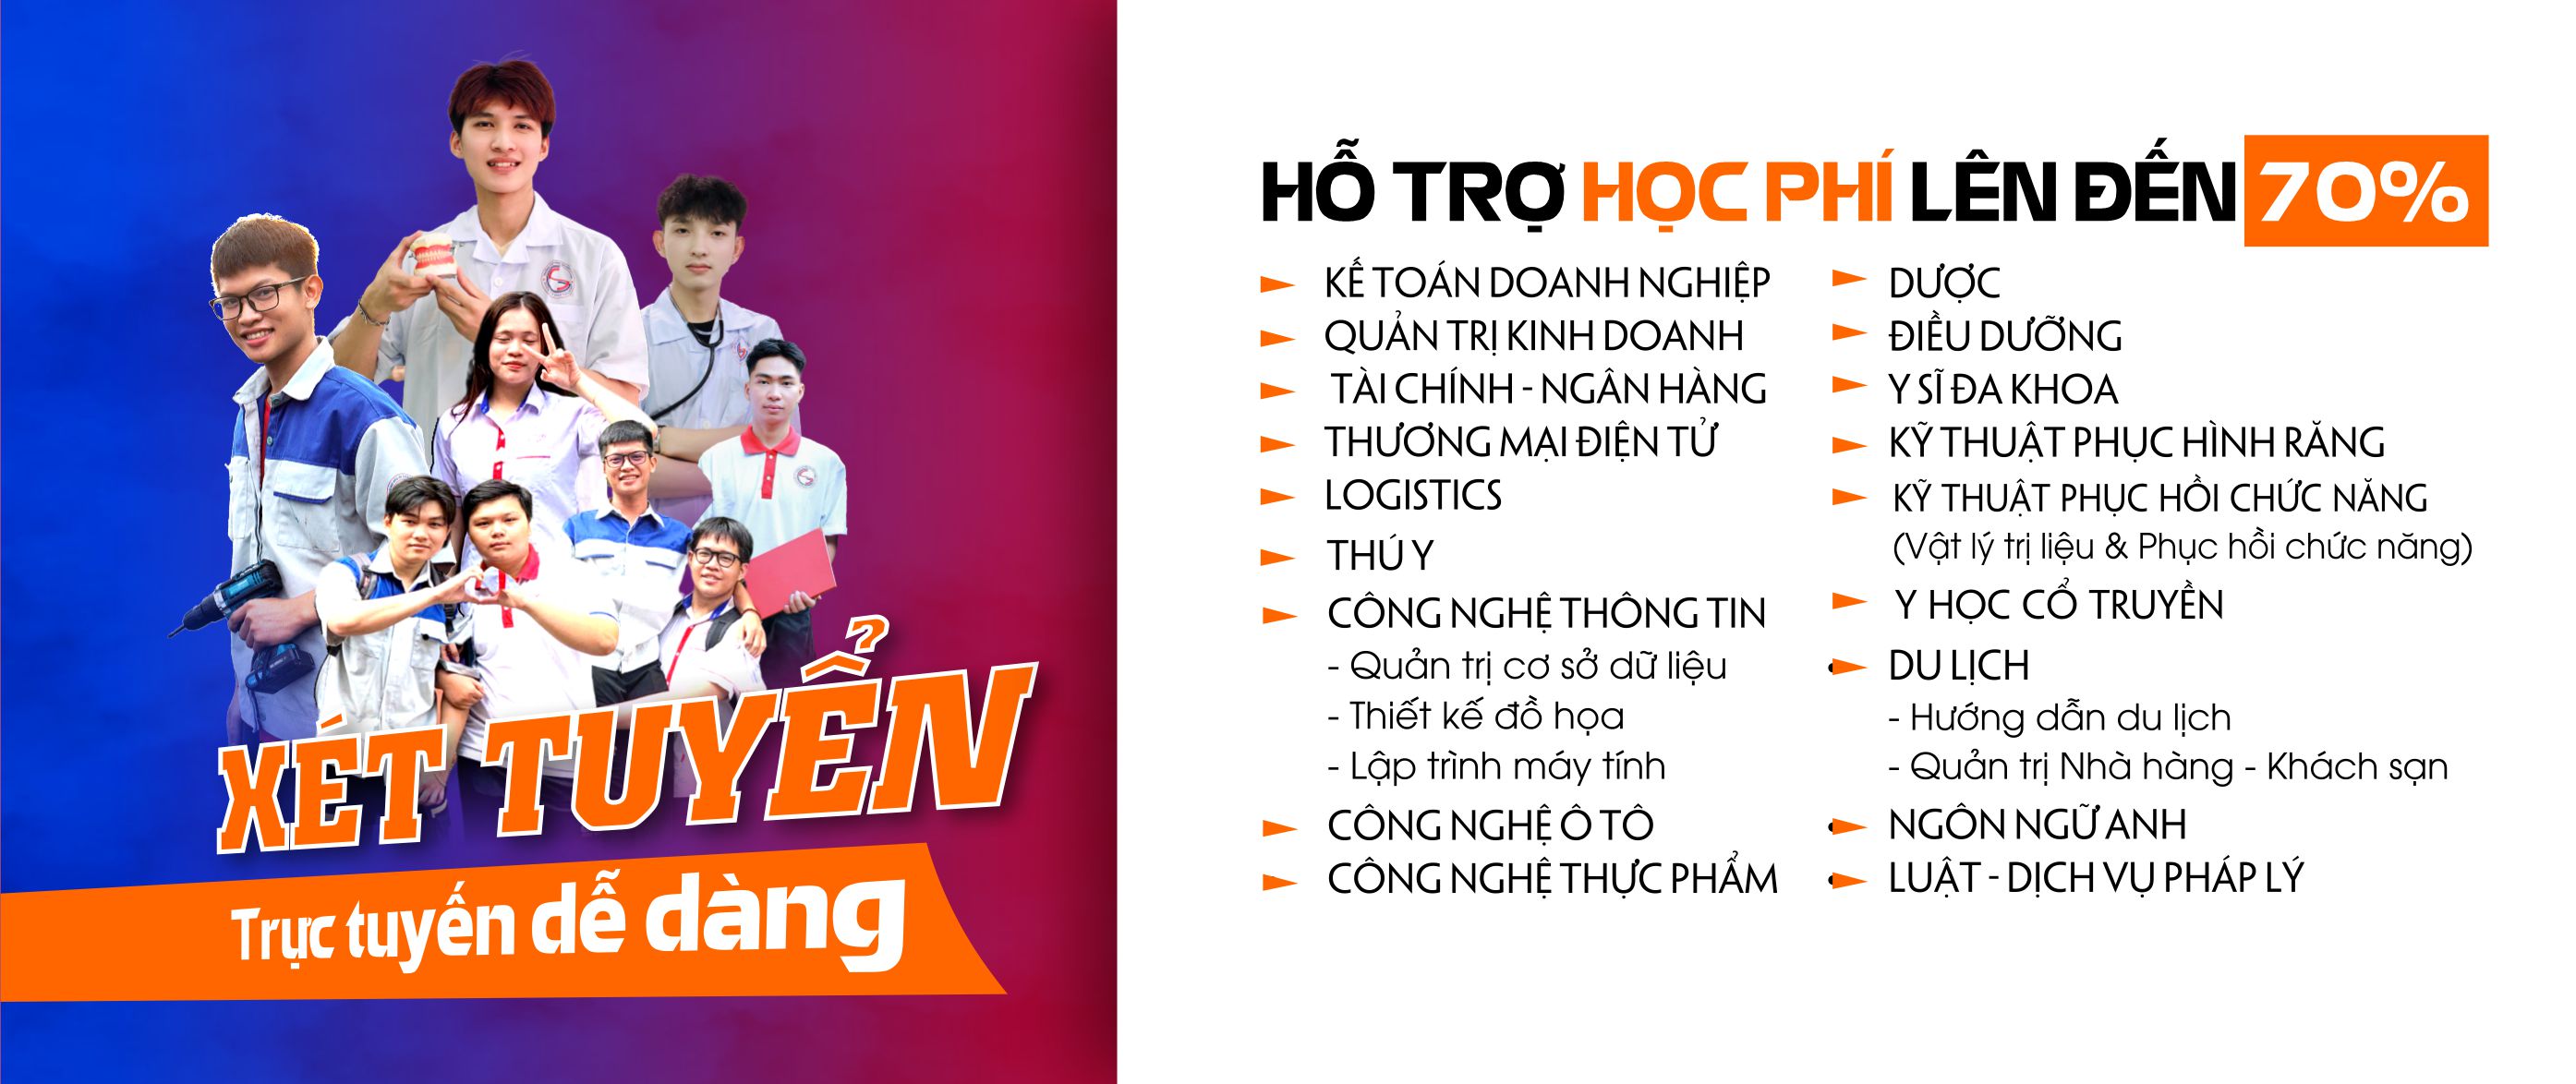 XÉT TUYỂN
Trực tuyến dễ dàng
HỖ TRỢ HỌC PHÍ LÊN ĐẾN 70%
KẾ TOÁN DOANH NGHIỆP
QUẢN TRỊ KINH DOANH
TÀI CHÍNH - NGÂN HÀNG
THƯƠNG MẠI ĐIỆN TỬ
LOGISTICS
THÚ Y
CÔNG NGHỆ THÔNG TIN
- Quản trị cơ sở dữ liệu
- Thiết kế đồ họa
- Lập trình máy tính
CÔNG NGHỆ Ô TÔ
CÔNG NGHỆ THỰC PHẨM
DƯỢC
ĐIỀU DƯỠNG
Y SĨ ĐA KHOA
KỸ THUẬT PHỤC HÌNH RĂNG
KỸ THUẬT PHỤC HỒI CHỨC NĂNG
(Vật lý trị liệu & Phục hồi chức năng)
Y HỌC CỔ TRUYỀN
DU LỊCH
- Hướng dẫn du lịch
- Quản trị Nhà hàng - Khách sạn
NGÔN NGỮ ANH
LUẬT - DỊCH VỤ PHÁP LÝ